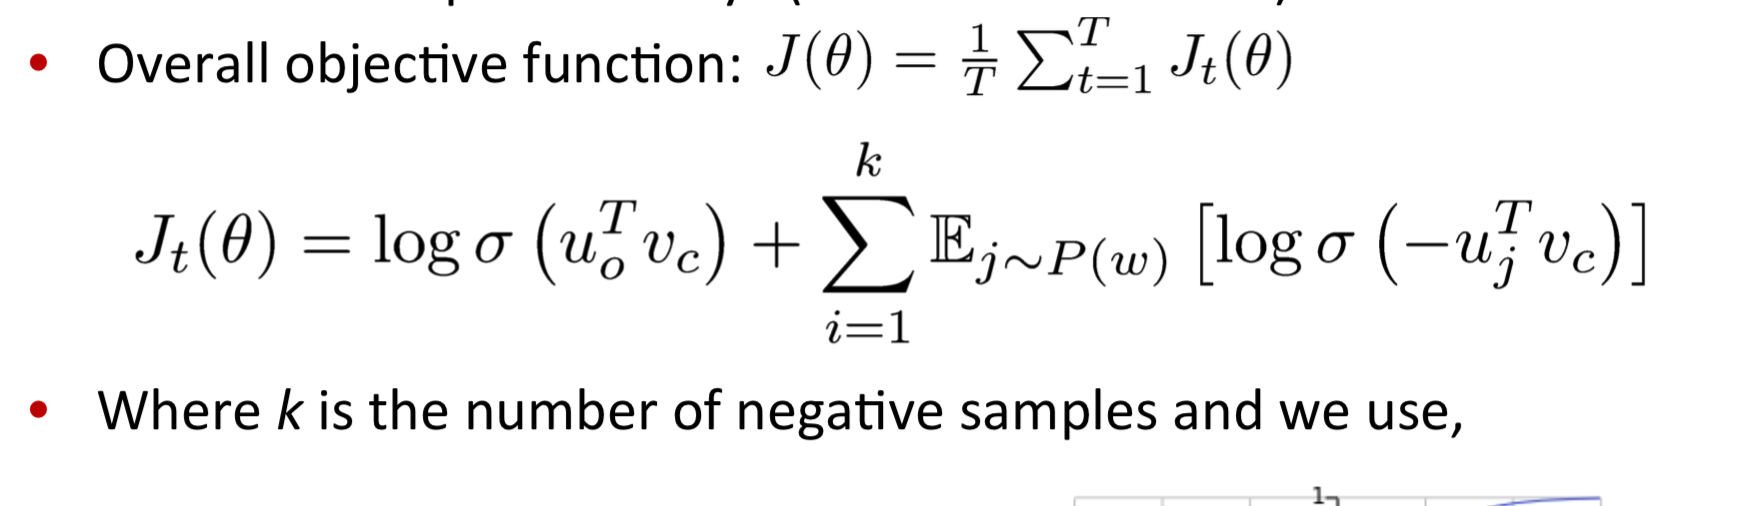 • Overall objective function: J(θ) = 1/T ∑_{t=1}^{T} J_t(θ)
J_t(θ) = log σ (u_o^T v_c) + ∑_{i=1}^{k} 𝔼_{j∼P(w)} [log σ (−u_j^T v_c)]
• Where k is the number of negative samples and we use,
1